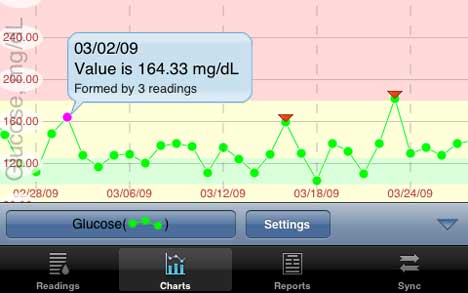 Glucose, mg/dL
240.00
200.00
160.00
120.00
03/02/09
Value is 164.33 mg/dL
Formed by 3 readings
02/28/09
03/06/09
03/12/09
03/18/09
03/24/09
Glucose( )
Settings
Readings
Charts
Reports
Sync